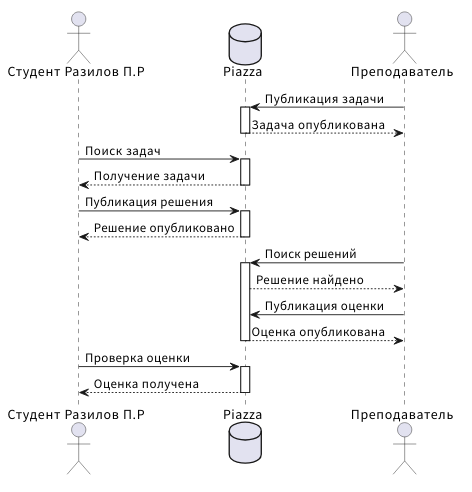 Студент Разилов П.Р
Piazza
Преподаватель
Публикация задачи
Задача опубликована
Поиск задач
Получение задачи
Публикация решения
Решение опубликовано
Поиск решений
Решение найдено
Публикация оценки
Оценка опубликована
Проверка оценки
Оценка получена
Студент Разилов П.Р
Piazza
Преподаватель